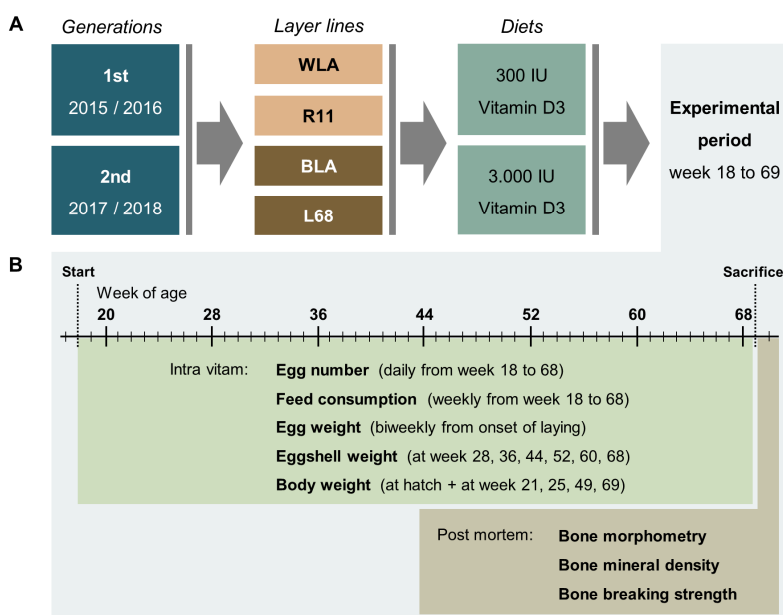 A
Generations
Layer lines
Diets
1st
2015 / 2016
2nd
2017 / 2018
WLA
R11
BLA
L68
300 IU
Vitamin D3
3.000 IU
Vitamin D3
Experimental
period
week 18 to 69
B
Start
Sacrifice
Week of age
20 28 36 44 52 60 68
Intra vitam: Egg number (daily from week 18 to 68)
Feed consumption (weekly from week 18 to 68)
Egg weight (biweekly from onset of laying)
Eggshell weight (at week 28, 36, 44, 52, 60, 68)
Body weight (at hatch + at week 21, 25, 49, 69)
Post mortem: Bone morphometry
Bone mineral density
Bone breaking strength